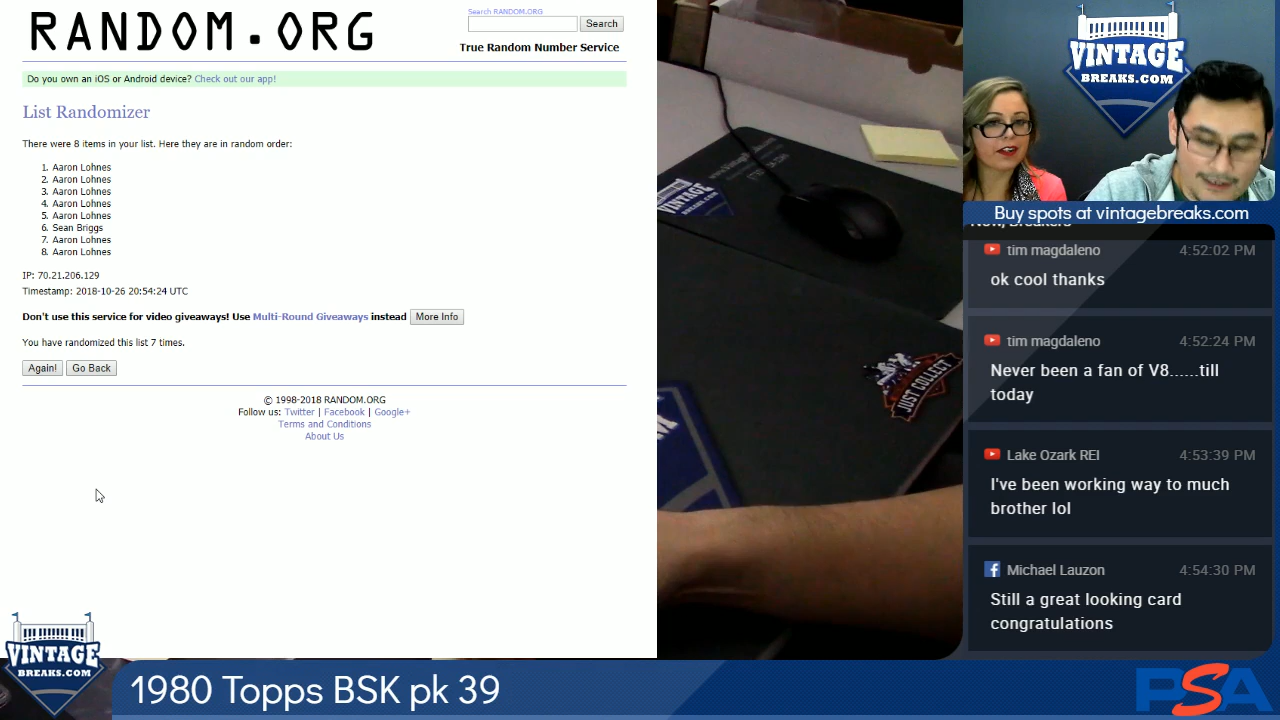 RANDOM.ORG
Search RANDOM.ORG
Search
True Random Number Service
Do you own an iOS or Android device? Check out our app!
List Randomizer
There were 8 items in your list. Here they are in random order:
1. Aaron Lohnes
2. Aaron Lohnes
3. Aaron Lohnes
4. Aaron Lohnes
5. Aaron Lohnes
6. Sean Briggs
7. Aaron Lohnes
8. Aaron Lohnes
IP: 70.21.206.129
Timestamp: 2018-10-26 20:54:24 UTC
Don't use this service for video giveaways! Use Multi-Round Giveaways instead More Info
You have randomized this list 7 times.
Again! Go Back
© 1998-2018 RANDOM.ORG
Follow us: Twitter | Facebook | Google+
Terms and Conditions
About Us
VINTAGE
BREAKS.COM
1980 Topps BSK pk 39
VINTAGE
JUST COLLECT
VINTAGE
BREAKS.COM
Buy spots at vintagebreaks.com
tim magdaleno 4:52:02 PM
ok cool thanks
tim magdaleno 4:52:24 PM
Never been a fan of V8......till
today
Lake Ozark REI 4:53:39 PM
I've been working way to much
brother lol
Michael Lauzon 4:54:30 PM
Still a great looking card
congratulations
PSA